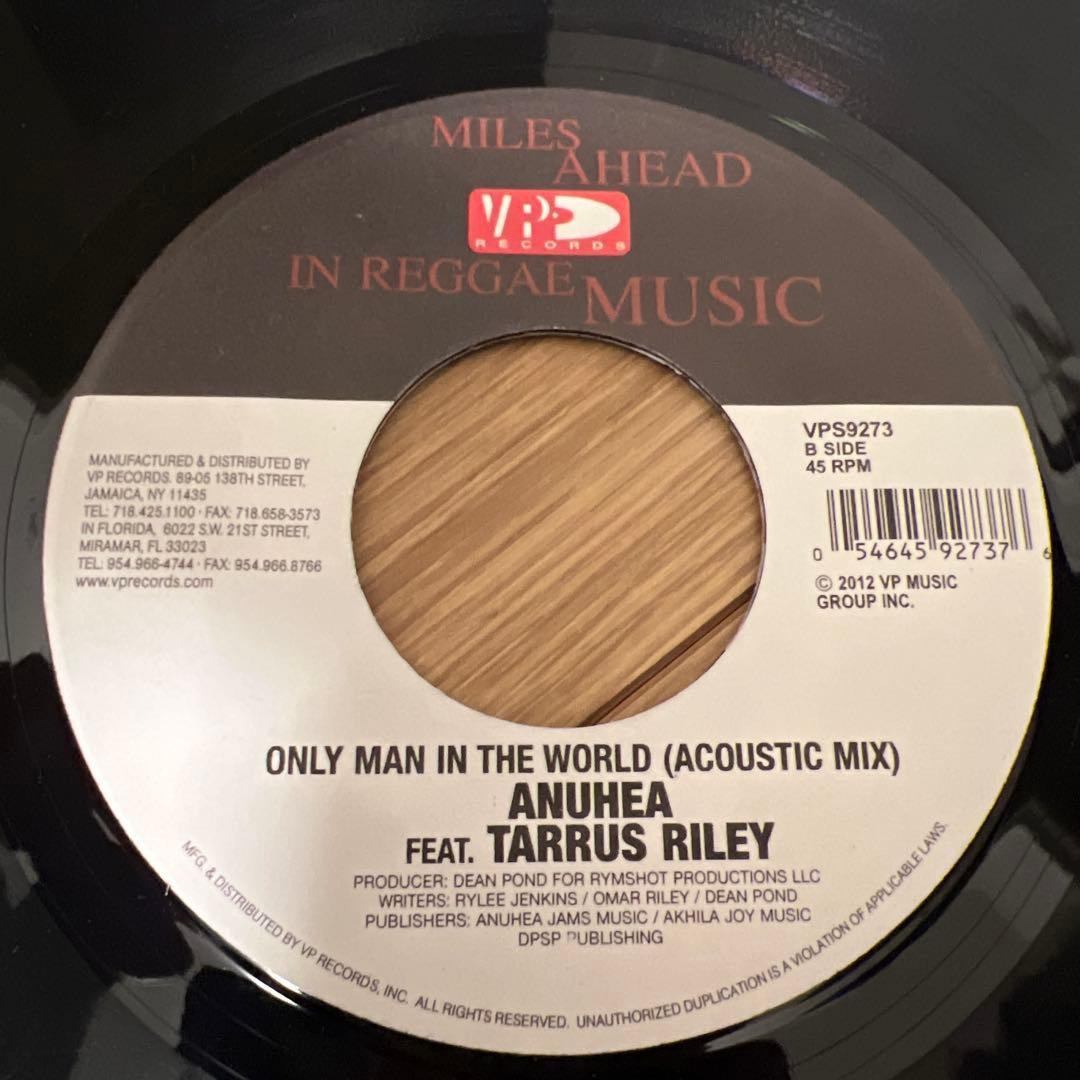 MILES
AHEAD
VP
RECORDS
IN REGGAE
MUSIC
MANUFACTURED & DISTRIBUTED BY
VP RECORDS. 89-05 138TH STREET,
JAMAICA, NY 11435
TEL: 718.425.1100 · FAX: 718.658-3573
IN FLORIDA, 6022 S.W. 21ST STREET,
MIRAMAR, FL 33023
TEL: 954.966-4744 · FAX: 954.966.8766
www.vprecords.com
VPS9273
B SIDE
45 RPM
0 54645 92737 6
© 2012 VP MUSIC
GROUP INC.
ONLY MAN IN THE WORLD (ACOUSTIC MIX)
ANUHEA
FEAT. TARRUS RILEY
PRODUCER: DEAN POND FOR RYMSHOT PRODUCTIONS LLC
WRITERS: RYLEE JENKINS / OMAR RILEY / DEAN POND
PUBLISHERS: ANUHEA JAMS MUSIC / AKHILA JOY MUSIC
DPSP PUBLISHING
MFG. & DISTRIBUTED BY VP RECORDS, INC. ALL RIGHTS RESERVED. UNAUTHORIZED DUPLICATION IS A VIOLATION OF APPLICABLE LAWS.